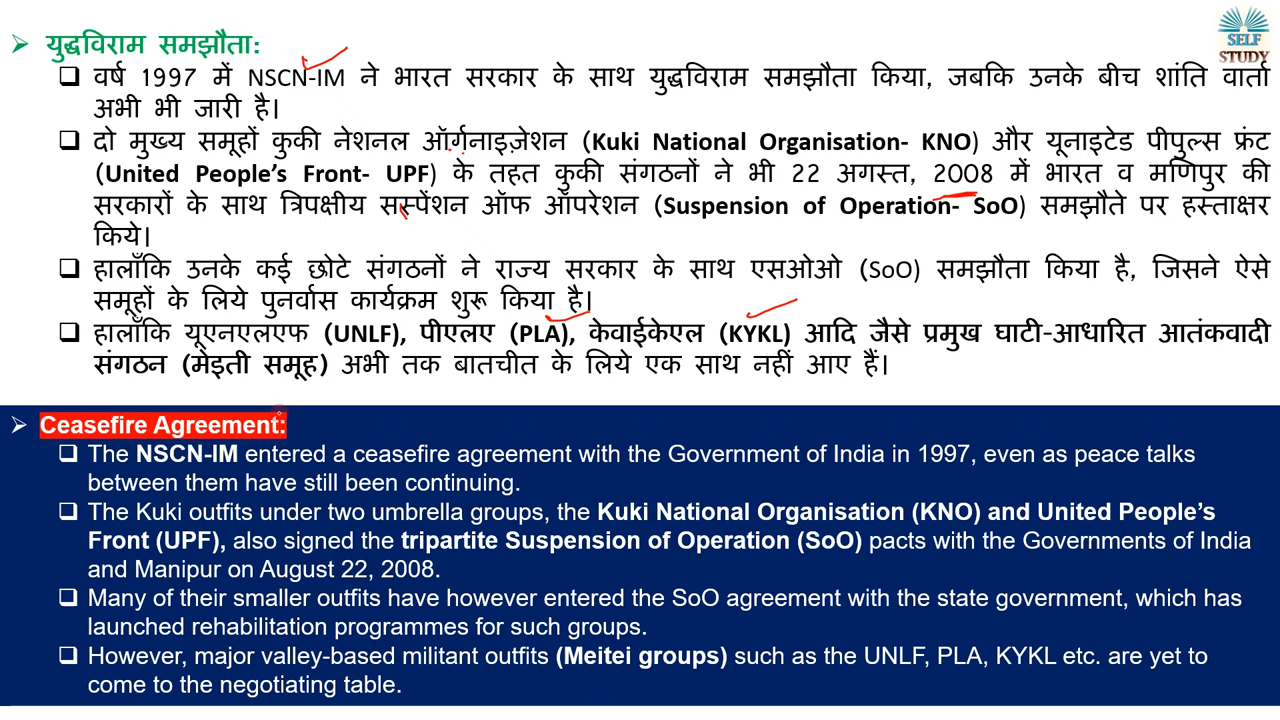 ➢ युद्धविराम समझौता:
SELF
STUDY
❑ वर्ष 1997 में NSCN-IM ने भारत सरकार के साथ युद्धविराम समझौता किया, जबकि उनके बीच शांति वार्ता
अभी भी जारी है।
❑ दो मुख्य समूहों कुकी नेशनल ऑर्गनाइज़ेशन (Kuki National Organisation- KNO) और यूनाइटेड पीपुल्स फ्रंट
(United People’s Front- UPF) के तहत कुकी संगठनों ने भी 22 अगस्त, 2008 में भारत व मणिपुर की
सरकारों के साथ त्रिपक्षीय सस्पेंशन ऑफ ऑपरेशन (Suspension of Operation- SoO) समझौते पर हस्ताक्षर
किये।
❑ हालाँकि उनके कई छोटे संगठनों ने राज्य सरकार के साथ एसओओ (SoO) समझौता किया है, जिसने ऐसे
समूहों के लिये पुनर्वास कार्यक्रम शुरू किया है।
❑ हालाँकि यूएनएलएफ (UNLF), पीएलए (PLA), केवाईकेएल (KYKL) आदि जैसे प्रमुख घाटी-आधारित आतंकवादी
संगठन (मेइती समूह) अभी तक बातचीत के लिये एक साथ नहीं आए हैं।
➢ Ceasefire Agreement:
❑ The NSCN-IM entered a ceasefire agreement with the Government of India in 1997, even as peace talks
between them have still been continuing.
❑ The Kuki outfits under two umbrella groups, the Kuki National Organisation (KNO) and United People’s
Front (UPF), also signed the tripartite Suspension of Operation (SoO) pacts with the Governments of India
and Manipur on August 22, 2008.
❑ Many of their smaller outfits have however entered the SoO agreement with the state government, which has
launched rehabilitation programmes for such groups.
❑ However, major valley-based militant outfits (Meitei groups) such as the UNLF, PLA, KYKL etc. are yet to
come to the negotiating table.